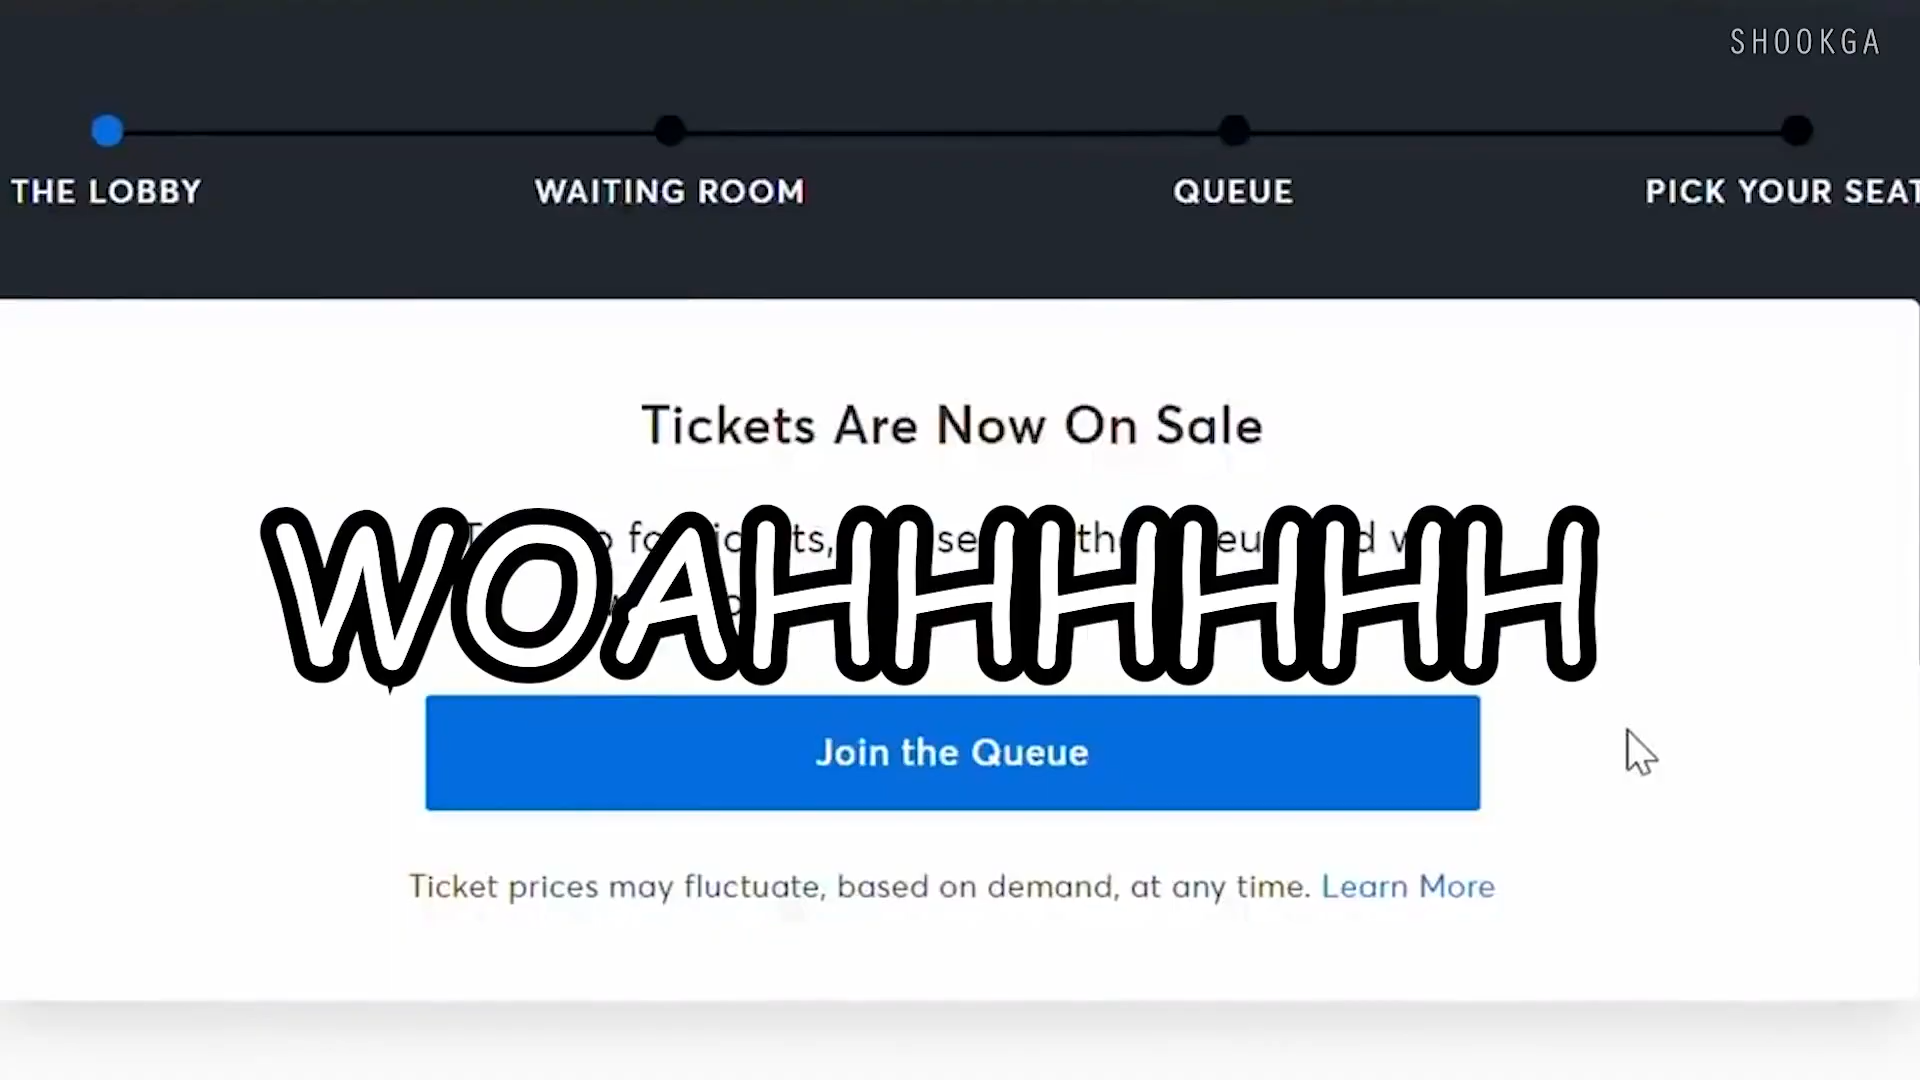 SHOOKGA
THE LOBBY
WAITING ROOM
QUEUE
PICK YOUR SEAT
Tickets Are Now On Sale
WOAHHHHHH
Join the Queue
Ticket prices may fluctuate, based on demand, at any time. Learn More